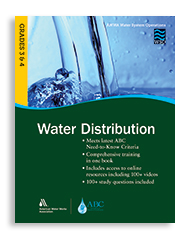 AWWA Water System Operations
WSO
GRADES 3 & 4
Water Distribution
• Meets latest ABC
Need-to-Know Criteria
• Comprehensive training
in one book
• Includes access to online
resources including 100+ videos
• 100+ study questions included
American Water Works
Association
ABC